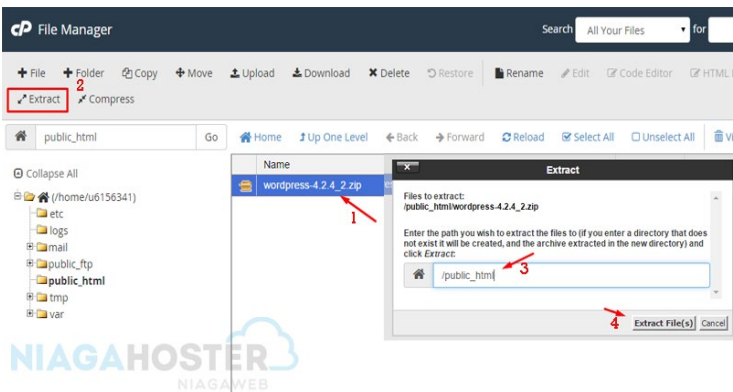 cP File Manager
Search All Your Files for
File Folder Copy Move Upload Download Delete Restore Rename Edit Code Editor HTML
2
Extract Compress
public_html Go Home Up One Level Back Forward Reload Select All Unselect All
Collapse All
Name
Extract
(/home/u6156341)
wordpress-4.2.4_2.zip
1
Files to extract:
/public_html/wordpress-4.2.4_2.zip
etc
logs
mail
public_ftp
public_html
tmp
var
Enter the path you wish to extract the files to (if you enter a directory that does
not exist it will be created, and the archive extracted in the new directory) and
click Extract:
/public_html
3
4
Extract File(s) Cancel
NIAGAHOSTER
NIAGAWEB